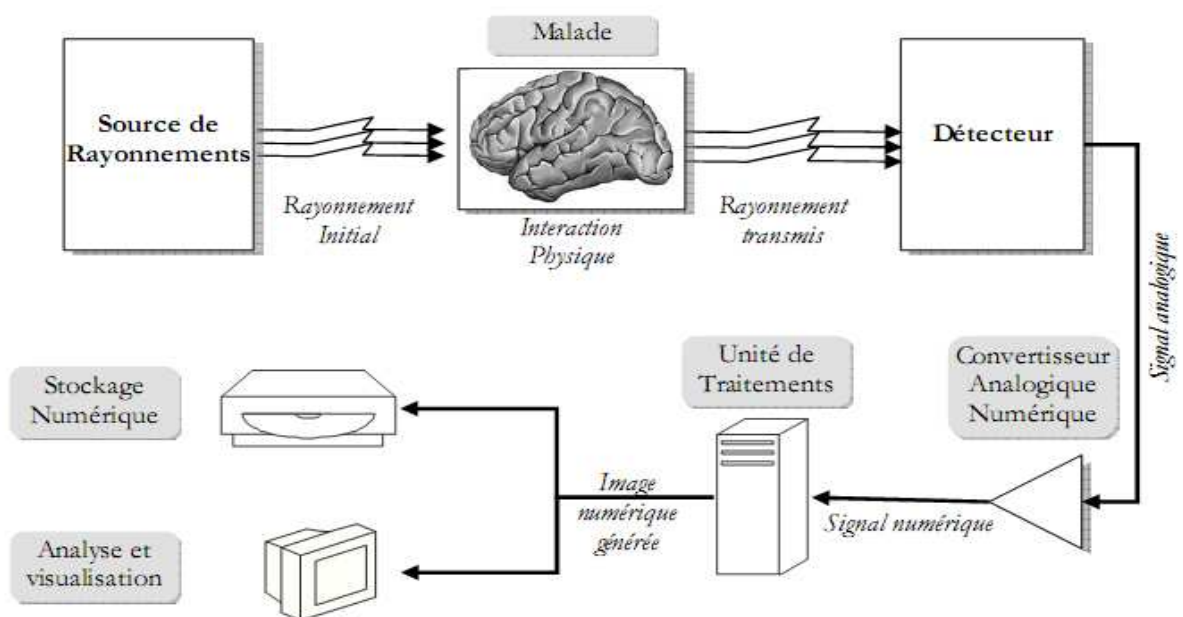 Malade
Source de
Rayonnements
Détecteur
Rayonnement
Initial
Interaction
Physique
Rayonnement
transmis
Signal analogique
Convertisseur
Analogique
Numérique
Unité de
Traitements
Stockage
Numérique
Image
numérique
générée
Signal numérique
Analyse et
visualisation